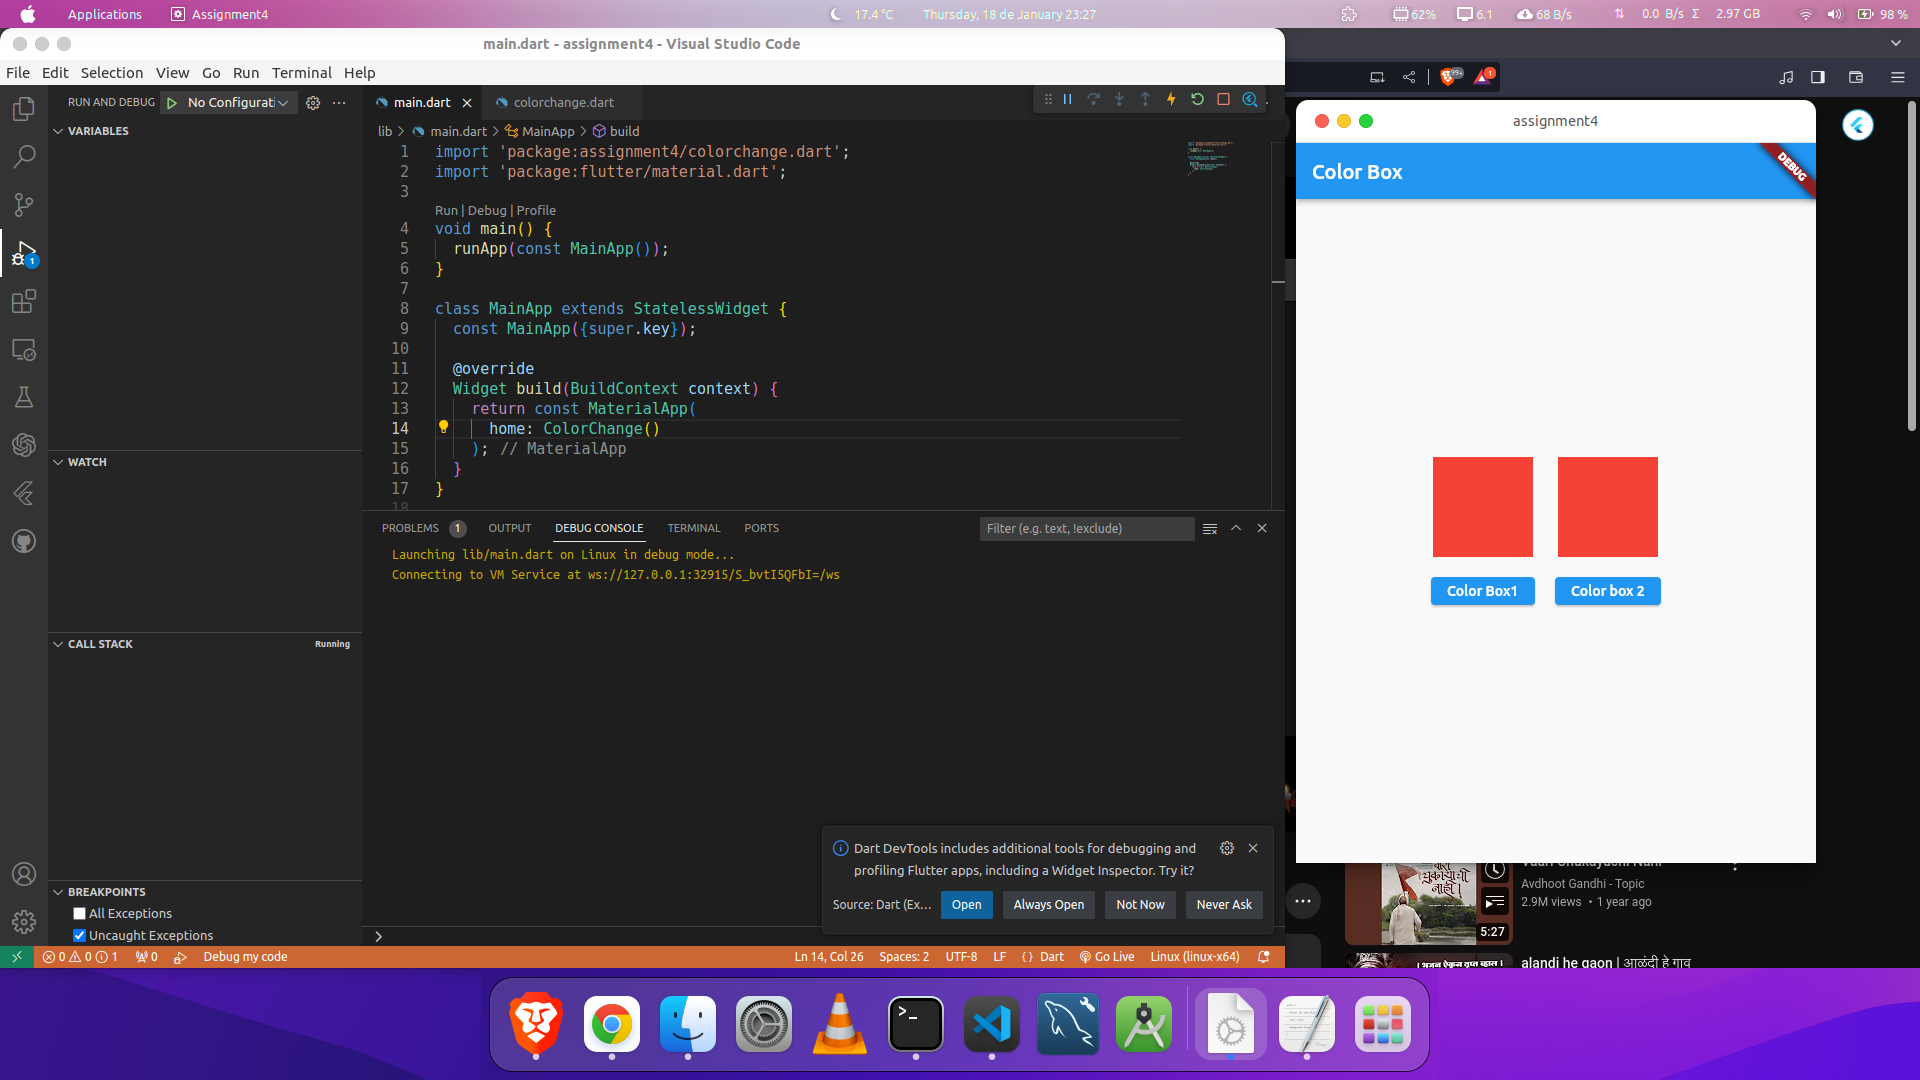 Applications Assignment4 17.4 °C Thursday, 18 de January 23:27 62% 6.1 68 B/s 0.0 B/s Σ 2.97 GB 98 %
main.dart - assignment4 - Visual Studio Code
File Edit Selection View Go Run Terminal Help
RUN AND DEBUG No Configurati
VARIABLES
WATCH
CALL STACK Running
BREAKPOINTS
All Exceptions
Uncaught Exceptions
1
main.dart colorchange.dart
lib > main.dart > MainApp > build
1 import 'package:assignment4/colorchange.dart';
2 import 'package:flutter/material.dart';
3
Run | Debug | Profile
4 void main() {
5 runApp(const MainApp());
6 }
7
8 class MainApp extends StatelessWidget {
9 const MainApp({super.key});
10
11 @override
12 Widget build(BuildContext context) {
13 return const MaterialApp(
14 home: ColorChange()
15 ); // MaterialApp
16 }
17 }
18
PROBLEMS 1 OUTPUT DEBUG CONSOLE TERMINAL PORTS Filter (e.g. text, !exclude)
Launching lib/main.dart on Linux in debug mode...
Connecting to VM Service at ws://127.0.0.1:32915/S_bvtI5QFbI=/ws
Dart DevTools includes additional tools for debugging and
profiling Flutter apps, including a Widget Inspector. Try it?
Source: Dart (Ex... Open Always Open Not Now Never Ask
>
0 0 1 0 Debug my code Ln 14, Col 26 Spaces: 2 UTF-8 LF {} Dart Go Live Linux (linux-x64)
99+ 1
assignment4
Color Box
DEBUG
Color Box1 Color box 2
Avdhoot Gandhi - Topic
2.9M views • 1 year ago
5:27
alandi he gaon | आळंदी हे गाव